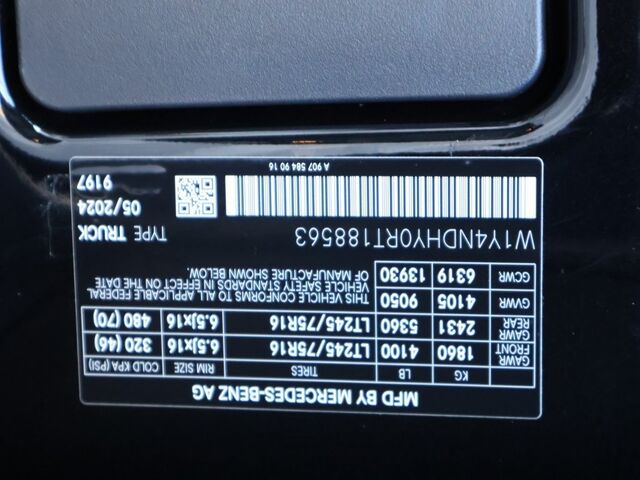 MFD BY MERCEDES-BENZ AG
KG LB TIRES RIM SIZE COLD KPA (PSI)
GAWR FRONT 1860 4100 LT245/75R16 6.5Jx16 320 (46)
GAWR REAR 2431 5360 LT245/75R16 6.5Jx16 480 (70)
GVWR 4105 9050
GCWR 6319 13930
THIS VEHICLE CONFORMS TO ALL APPLICABLE FEDERAL
VEHICLE SAFETY STANDARDS IN EFFECT ON THE DATE
OF MANUFACTURE SHOWN BELOW.
W1Y4NDHY0RT188563 TYPE TRUCK
05/2024
9197
A 907 584 90 16